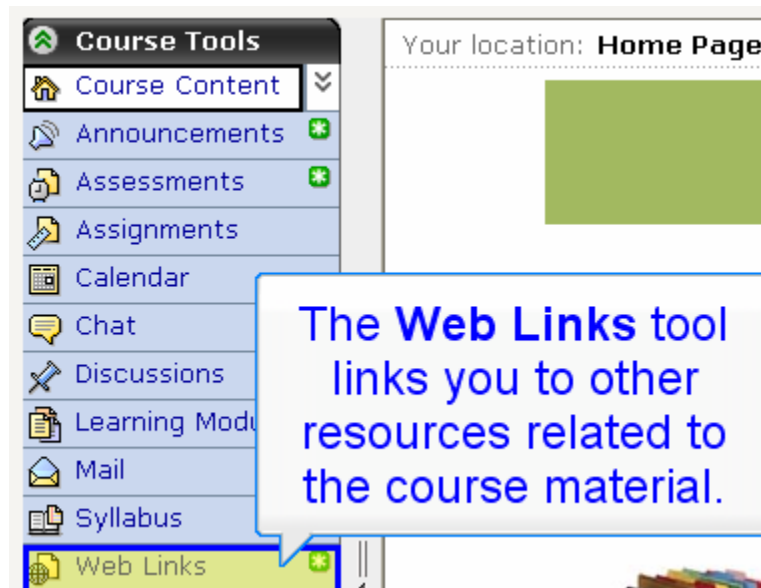 Course Tools
Your location: Home Page
Course Content
Announcements
Assessments
Assignments
Calendar
Chat
Discussions
Learning Modu
Mail
Syllabus
Web Links
The Web Links tool
links you to other
resources related to
the course material.